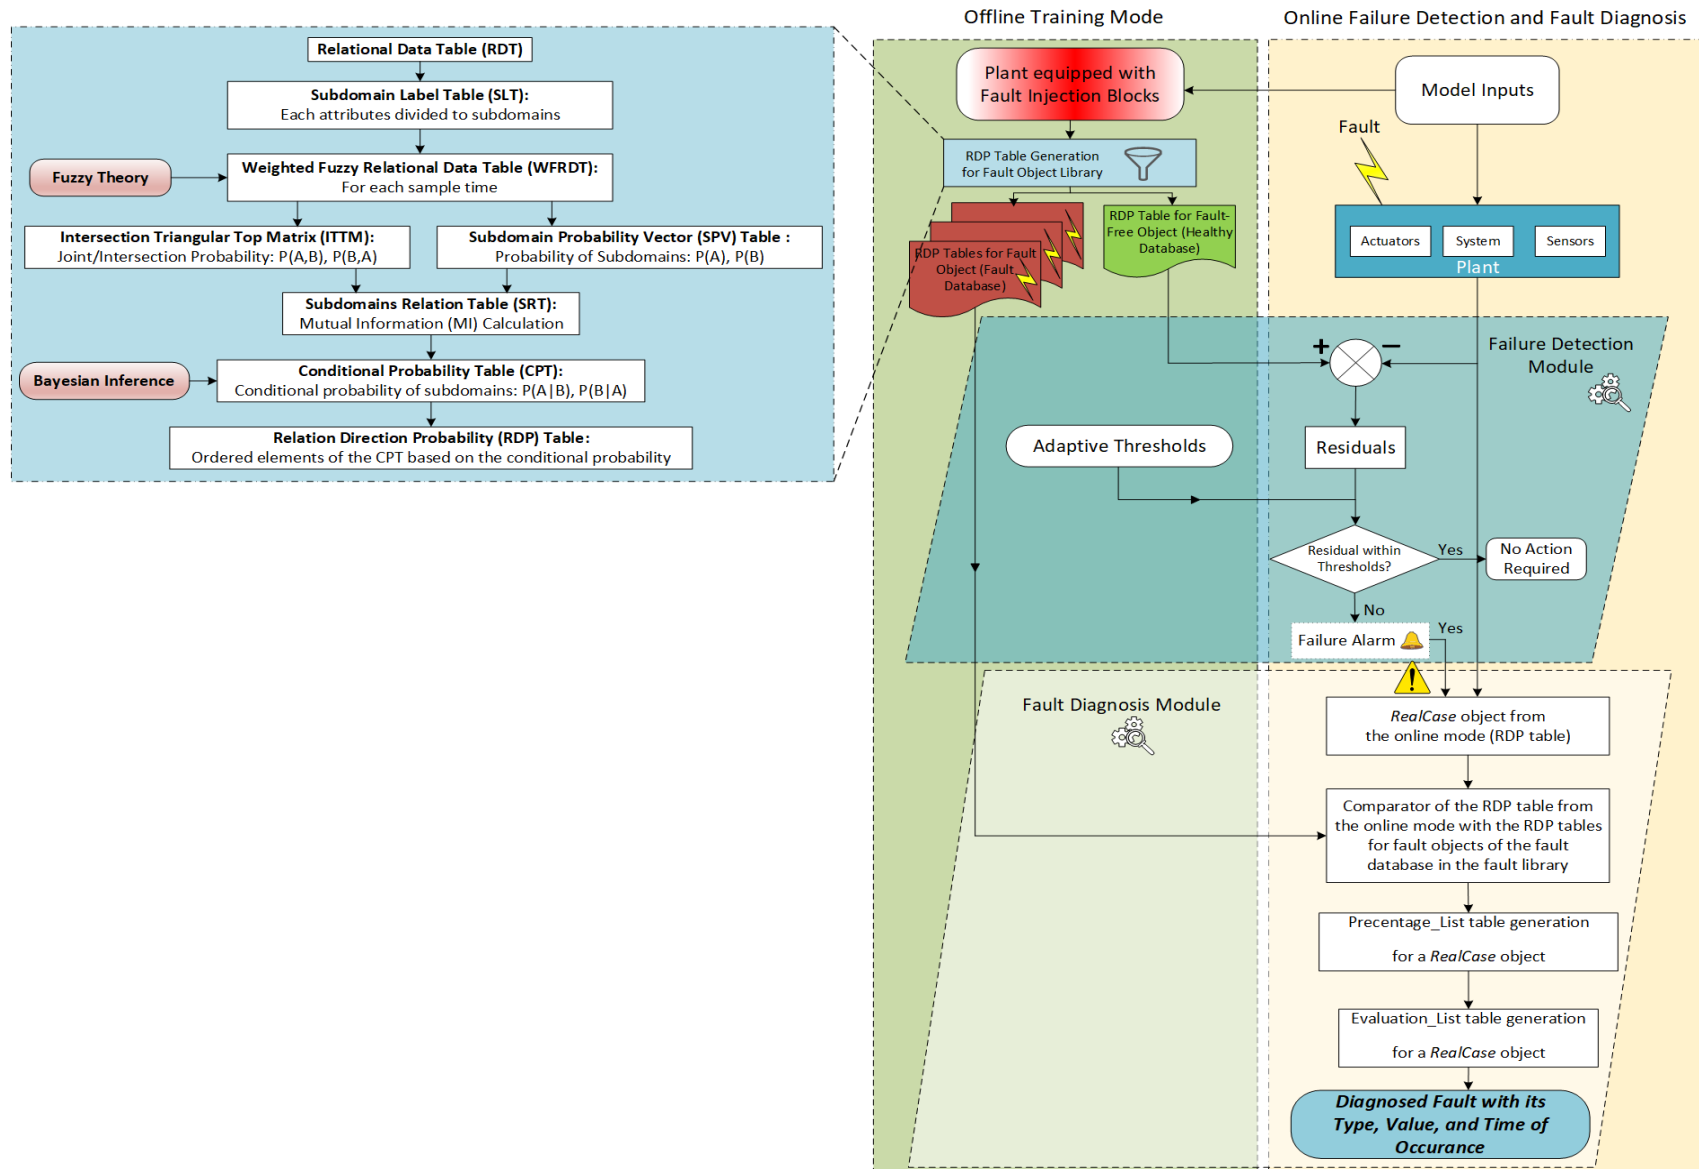 Offline Training Mode
Online Failure Detection and Fault Diagnosis
Relational Data Table (RDT)
Subdomain Label Table (SLT):
Each attributes divided to subdomains
Fuzzy Theory
Weighted Fuzzy Relational Data Table (WFRDT):
For each sample time
Intersection Triangular Top Matrix (ITTM):
Joint/Intersection Probability: P(A,B), P(B,A)
Subdomain Probability Vector (SPV) Table :
Probability of Subdomains: P(A), P(B)
Subdomains Relation Table (SRT):
Mutual Information (MI) Calculation
Bayesian Inference
Conditional Probability Table (CPT):
Conditional probability of subdomains: P(A|B), P(B|A)
Relation Direction Probability (RDP) Table:
Ordered elements of the CPT based on the conditional probability
Plant equipped with
Fault Injection Blocks
RDP Table Generation
for Fault Object Library
RDP Tables for Fault
Object (Fault
Database)
RDP Table for Fault-
Free Object (Healthy
Database)
Model Inputs
Fault
Actuators
System
Sensors
Plant
+
−
Failure Detection
Module
Adaptive Thresholds
Residuals
Residual within
Thresholds?
Yes
No Action
Required
No
Failure Alarm
Yes
Fault Diagnosis Module
RealCase object from
the online mode (RDP table)
Comparator of the RDP table from
the online mode with the RDP tables
for fault objects of the fault
database in the fault library
Precentage_List table generation
for a RealCase object
Evaluation_List table generation
for a RealCase object
Diagnosed Fault with its
Type, Value, and Time of
Occurance